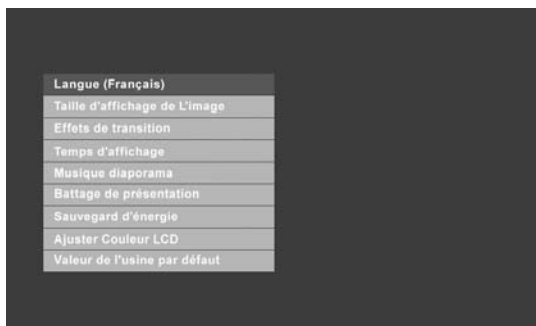 Langue (Français)
Taille d'affichage de L'image
Effets de transition
Temps d'affichage
Musique diaporama
Battage de présentation
Sauvegard d'énergie
Ajuster Couleur LCD
Valeur de l'usine par défaut